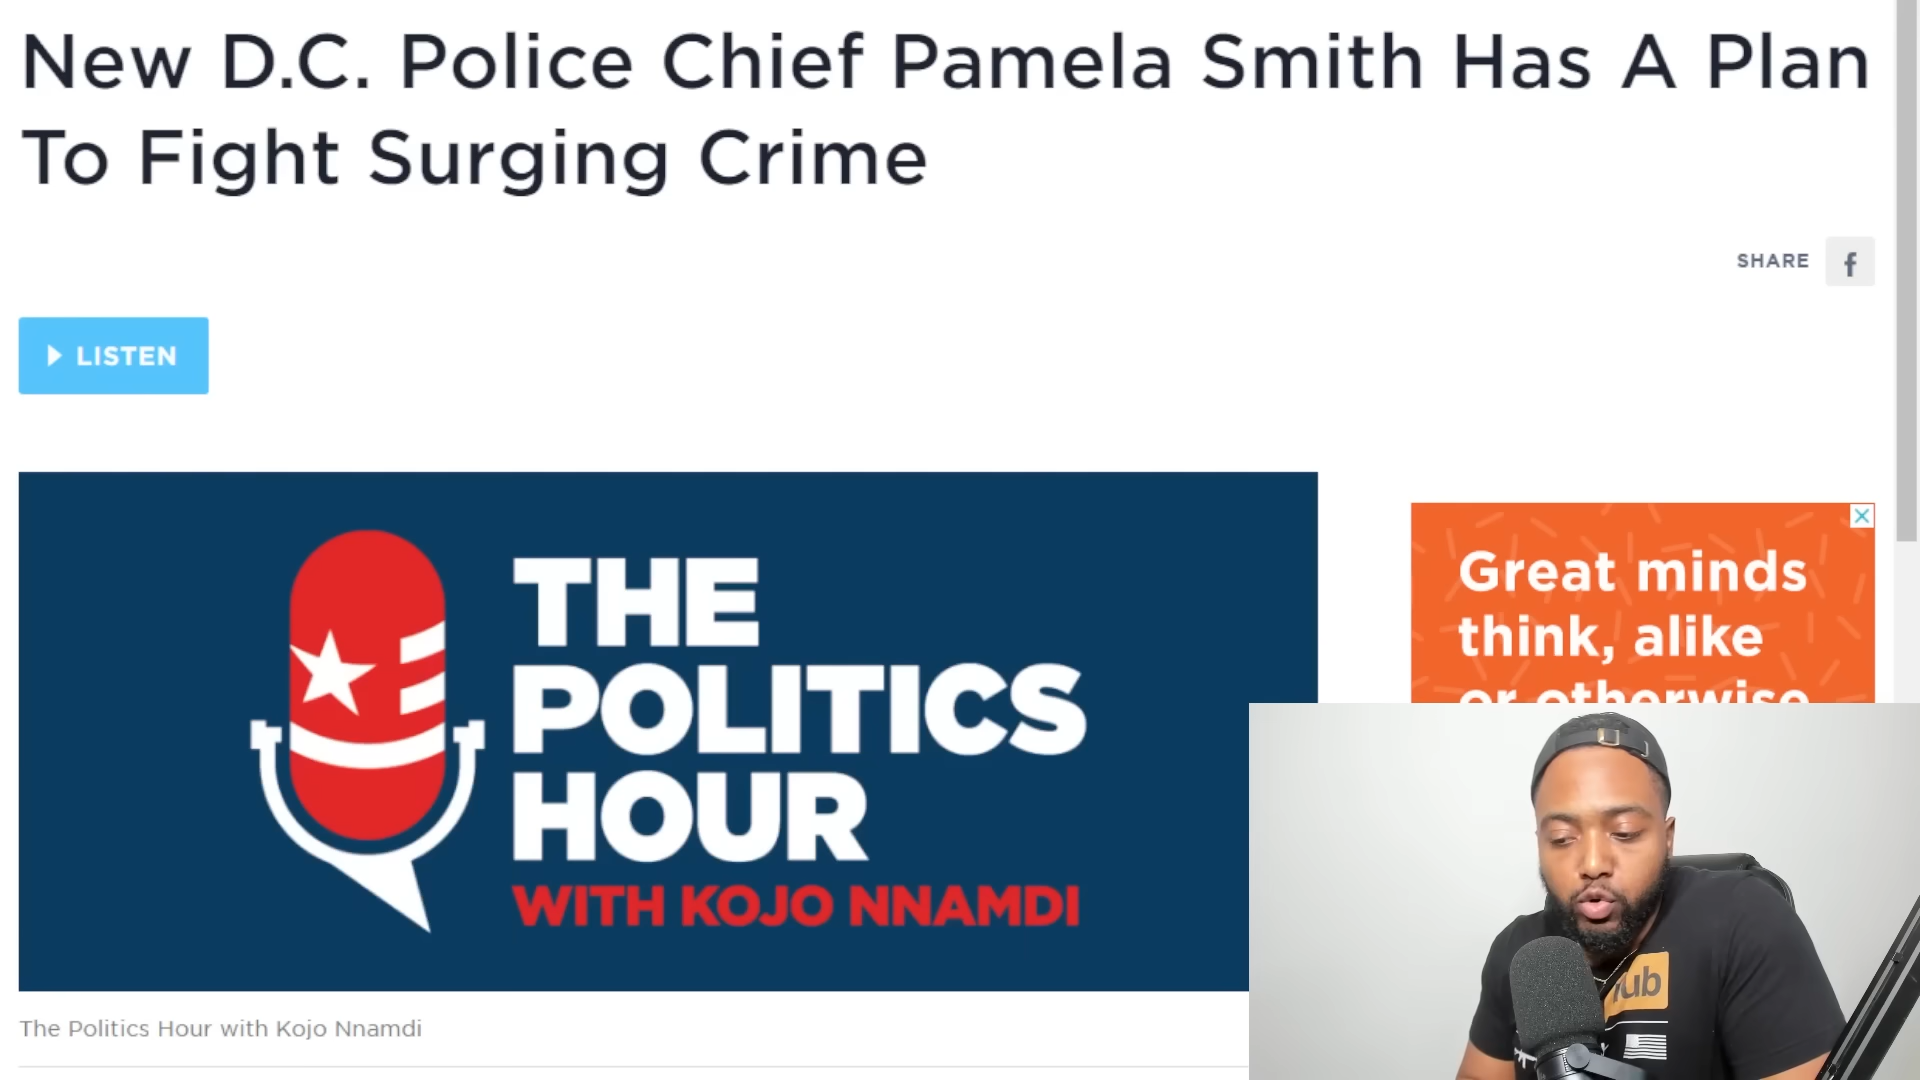 New D.C. Police Chief Pamela Smith Has A Plan
To Fight Surging Crime
SHARE
f
LISTEN
THE
POLITICS
HOUR
WITH KOJO NNAMDI
Great minds
think, alike
or otherwise
The Politics Hour with Kojo Nnamdi
ub